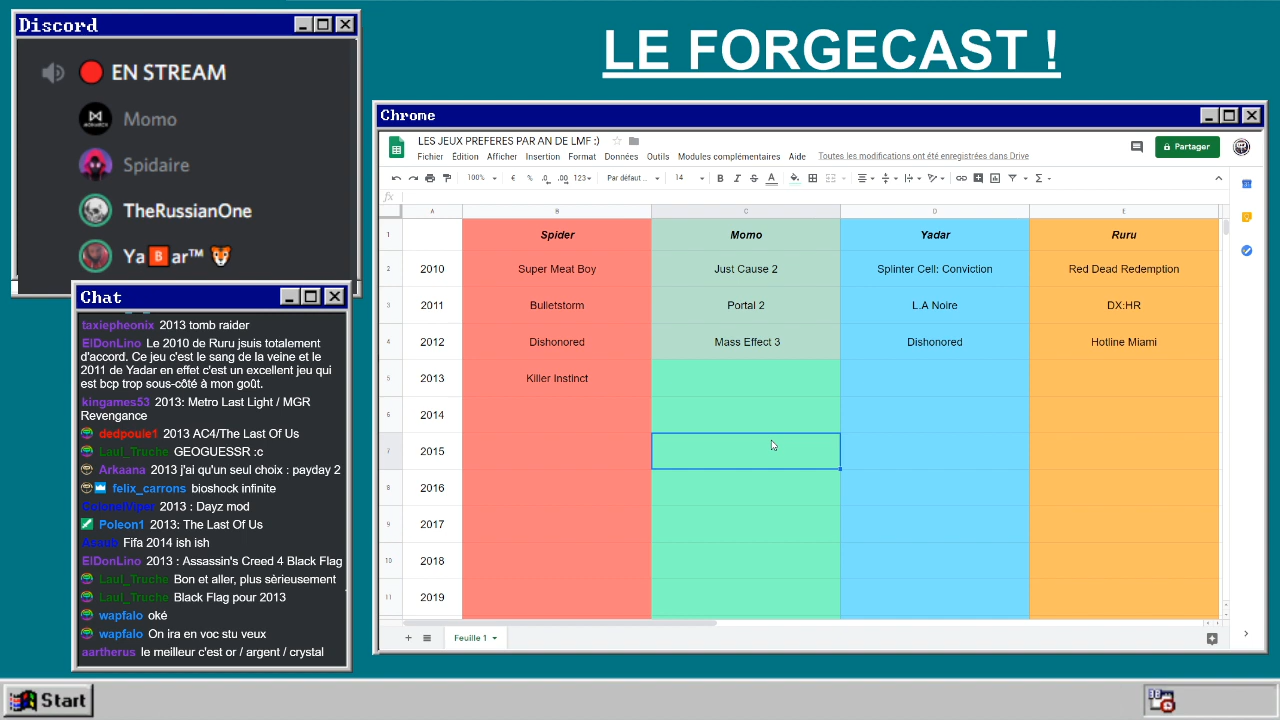 Discord
EN STREAM
Momo
Spidaire
TheRussianOne
Ya🅱ar™ 🐯
Chat
taxiepheonix 2013 tomb raider
ElDonLino Le 2010 de Ruru jsuis totalement
d'accord. Ce jeu c'est le sang de la veine et le
2011 de Yadar en effet c'est un excellent jeu qui
est bcp trop sous-côté à mon goût.
kingames53 2013: Metro Last Light / MGR
Revengance
dedpoule1 2013 AC4/The Last Of Us
Laul_Truche GEOGUESSR :c
Arkaana 2013 j'ai qu'un seul choix : payday 2
felix_carrons bioshock infinite
ColonelViper 2013 : Dayz mod
Poleon1 2013: The Last Of Us
Asaub Fifa 2014 ish ish
ElDonLino 2013 : Assassin's Creed 4 Black Flag
Laul_Truche Bon et aller, plus sèrieusement
Laul_Truche Black Flag pour 2013
wapfalo oké
wapfalo On ira en voc stu veux
aartherus le meilleur c'est or / argent / crystal
LE FORGECAST !
Chrome
LES JEUX PREFERES PAR AN DE LMF :)
Fichier Édition Afficher Insertion Format Données Outils Modules complémentaires Aide Toutes les modifications ont été enregistrées dans Drive
Partager
100% € % .0 .00 123 Par défaut... 14 B I S A
fx
A B C D E
1 Spider Momo Yadar Ruru
2 2010 Super Meat Boy Just Cause 2 Splinter Cell: Conviction Red Dead Redemption
3 2011 Bulletstorm Portal 2 L.A Noire DX:HR
4 2012 Dishonored Mass Effect 3 Dishonored Hotline Miami
5 2013 Killer Instinct
6 2014
7 2015
8 2016
9 2017
10 2018
11 2019
Feuille 1
Start